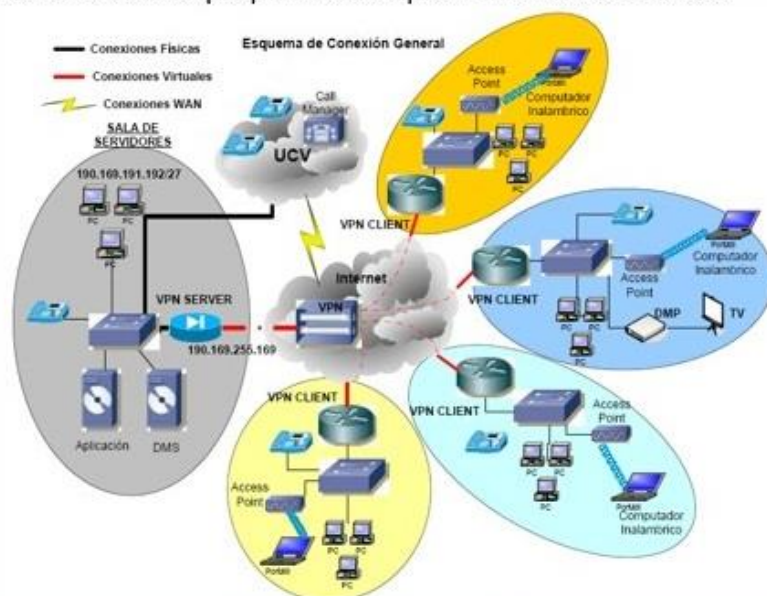 Esquema de Conexión General
Conexiones Físicas
Conexiones Virtuales
Conexiones WAN
SALA DE
SERVIDORES
190.169.191.192/27
PC
PC
PC
VPN SERVER
190.169.255.169
Aplicación
DMS
Call
Manager
UCV
Internet
VPN
VPN CLIENT
Access
Point
Portátil
Computador
Inalambrico
PC
PC
PC
VPN CLIENT
Portátil
Computador
Inalambrico
Access
Point
PC
PC
PC
DMP
TV
VPN CLIENT
Access
Point
PC
PC
PC
Portátil
Computador
Inalambrico
VPN CLIENT
Access
Point
Portátil
PC
PC
PC